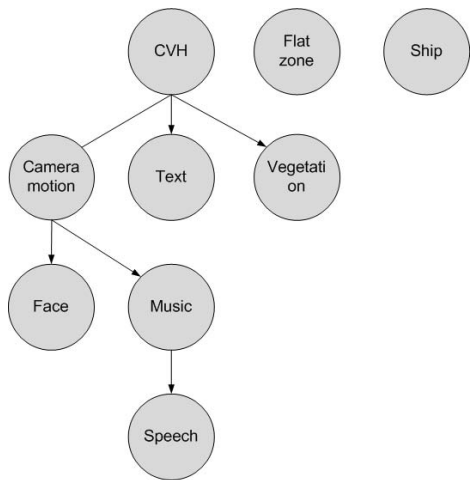 CVH
Flat
zone
Ship
Camera
motion
Text
Vegetati
on
Face
Music
Speech